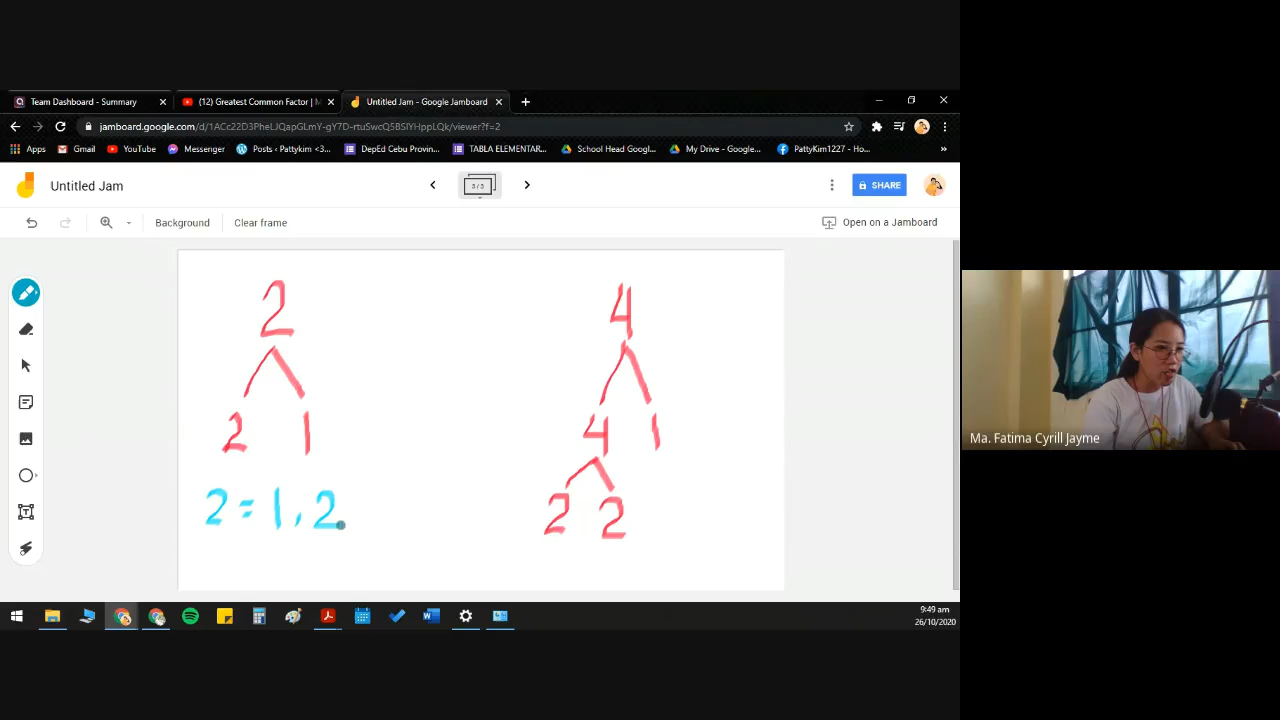 Team Dashboard - Summary
(12) Greatest Common Factor | M
Untitled Jam - Google Jamboard
jamboard.google.com/d/1ACc22D3PheLJQapGLmY-gY7D-rtuSwcQ5BSlYHppLQk/viewer?f=2
Apps
Gmail
YouTube
Messenger
Posts ‹ Pattykim <3...
DepEd Cebu Provin...
TABLA ELEMENTAR...
School Head Googl...
My Drive - Google...
PattyKim1227 - Ho...
»
Untitled Jam
3 / 3
SHARE
Background
Clear frame
Open on a Jamboard
2
4
2 1
4 1
2 = 1, 2
2 2
Ma. Fatima Cyrill Jayme
9:49 am
26/10/2020